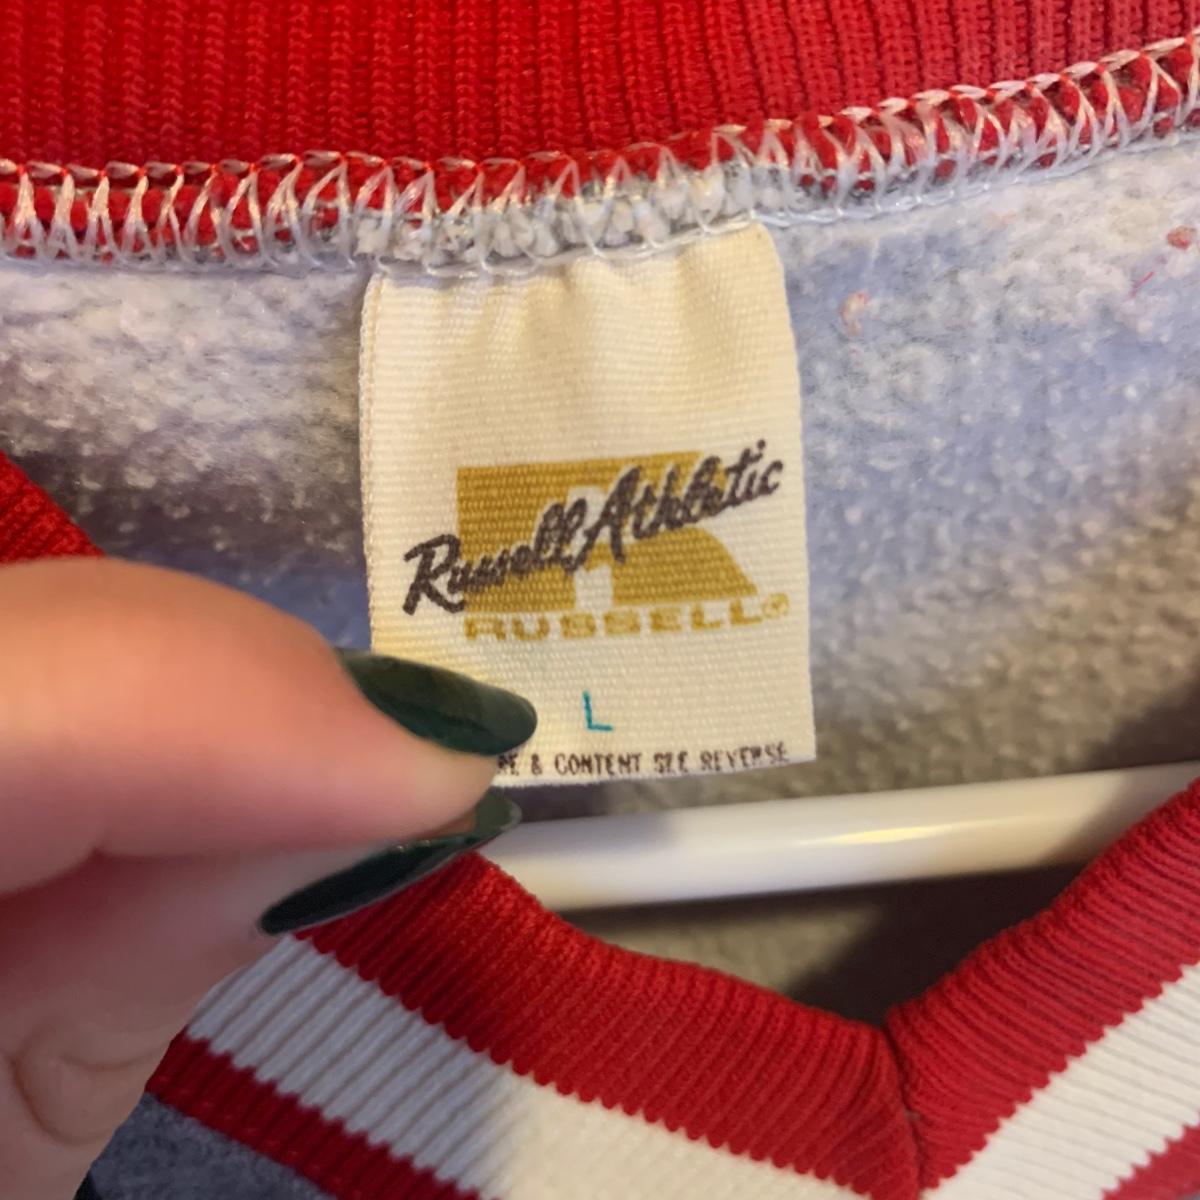 Russell Athletic
RUSSELL®
L
& CONTENT SEE REVERSE